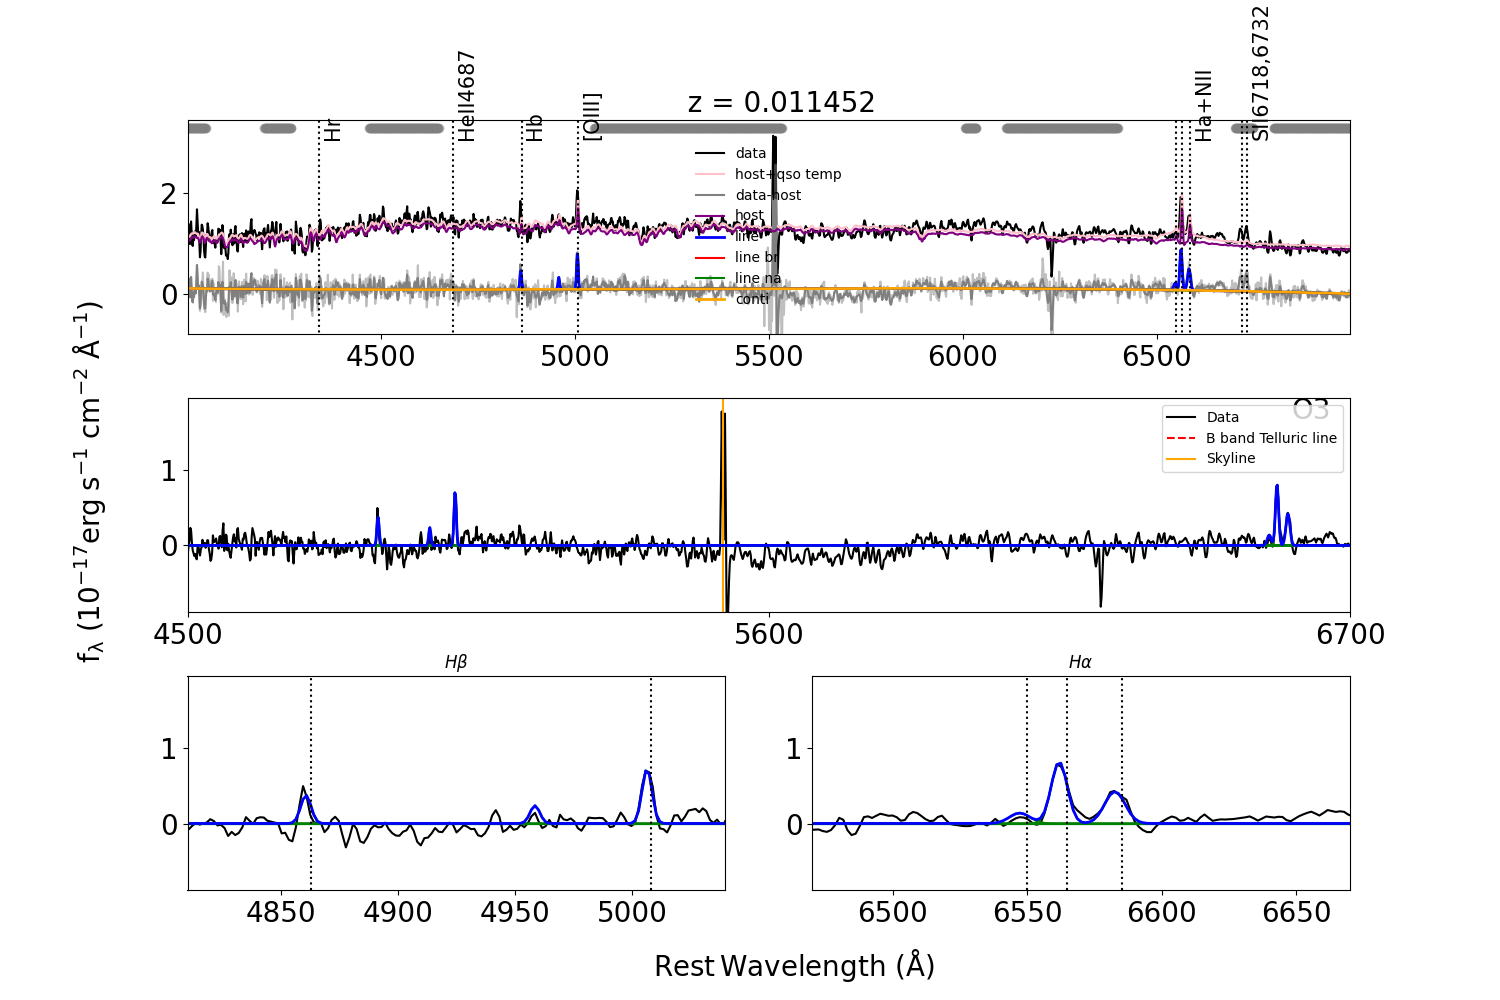 z = 0.011452
Hr
HeII4687
Hb
[OIII]
Ha+NII
SII6718,6732
data
host+qso temp
data-host
host
line
line br
line na
conti
2
0
4500 5000 5500 6000 6500
O3
Data
B band Telluric line
Skyline
1
0
4500 5600 6700
fλ (10⁻¹⁷erg s⁻¹ cm⁻² Å⁻¹)
Hβ
1
0
4850 4900 4950 5000
Hα
1
0
6500 6550 6600 6650
Rest Wavelength (Å)